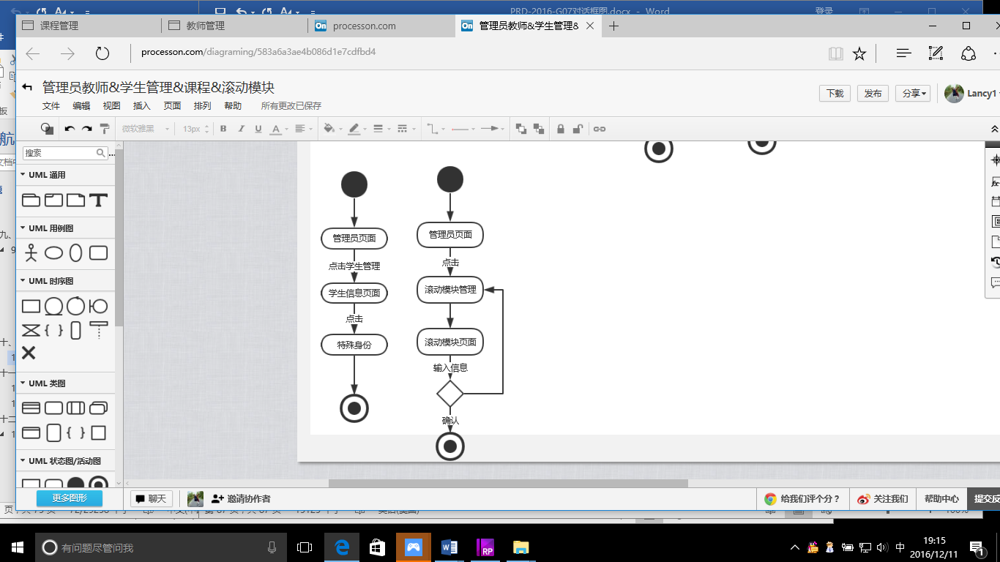 PRD-2016-G07对话框图.docx - Word
登录
课程管理
教师管理
On processon.com
On 管理员教师&学生管理&
processon.com/diagraming/583a6a3ae4b086d1e7cdfbd4
管理员教师&学生管理&课程&滚动模块
文件 编辑 视图 插入 页面 排列 帮助 所有更改已保存
下载 发布 分享 Lancy1
微软雅黑 13px B I U A
搜索
UML 通用
UML 用例图
UML 时序图
UML 类图
UML 状态图/活动图
更多图形
管理员页面
点击学生管理
学生信息页面
点击
特殊身份
管理员页面
点击
滚动模块管理
滚动模块页面
输入信息
确认
聊天
邀请协作者
给我们评个分？
关注我们
帮助中心
提交反
有问题尽管问我
RP
中
19:15
2016/12/11
1